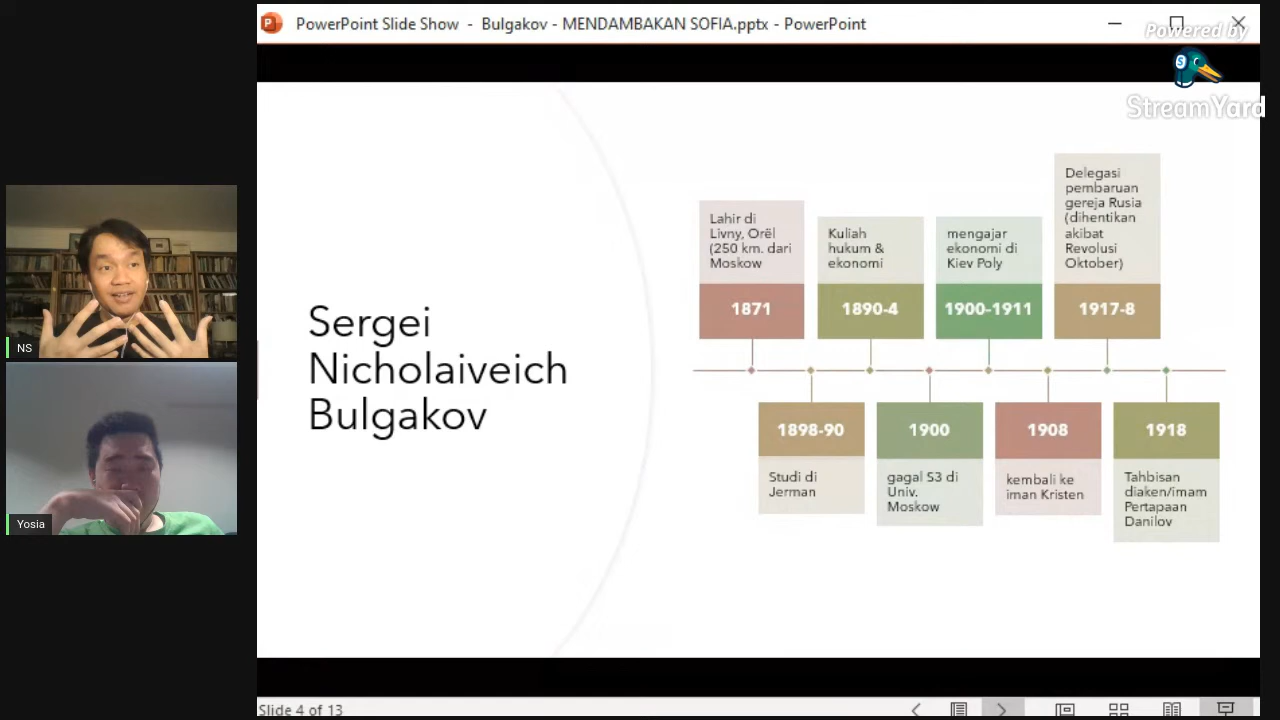 PowerPoint Slide Show - Bulgakov - MENDAMBAKAN SOFIA.pptx - PowerPoint
Powered by
StreamYard
NS
Yosia
Sergei
Nicholaiveich
Bulgakov
Lahir di
Livny, Orël
(250 km. dari
Moskow
1871
1898-90
Studi di
Jerman
Kuliah
hukum &
ekonomi
1890-4
1900
gagal S3 di
Univ.
Moskow
mengajar
ekonomi di
Kiev Poly
1900-1911
1908
kembali ke
iman Kristen
Delegasi
pembaruan
gereja Rusia
(dihentikan
akibat
Revolusi
Oktober)
1917-8
1918
Tahbisan
diaken/imam
Pertapaan
Danilov
Slide 4 of 13